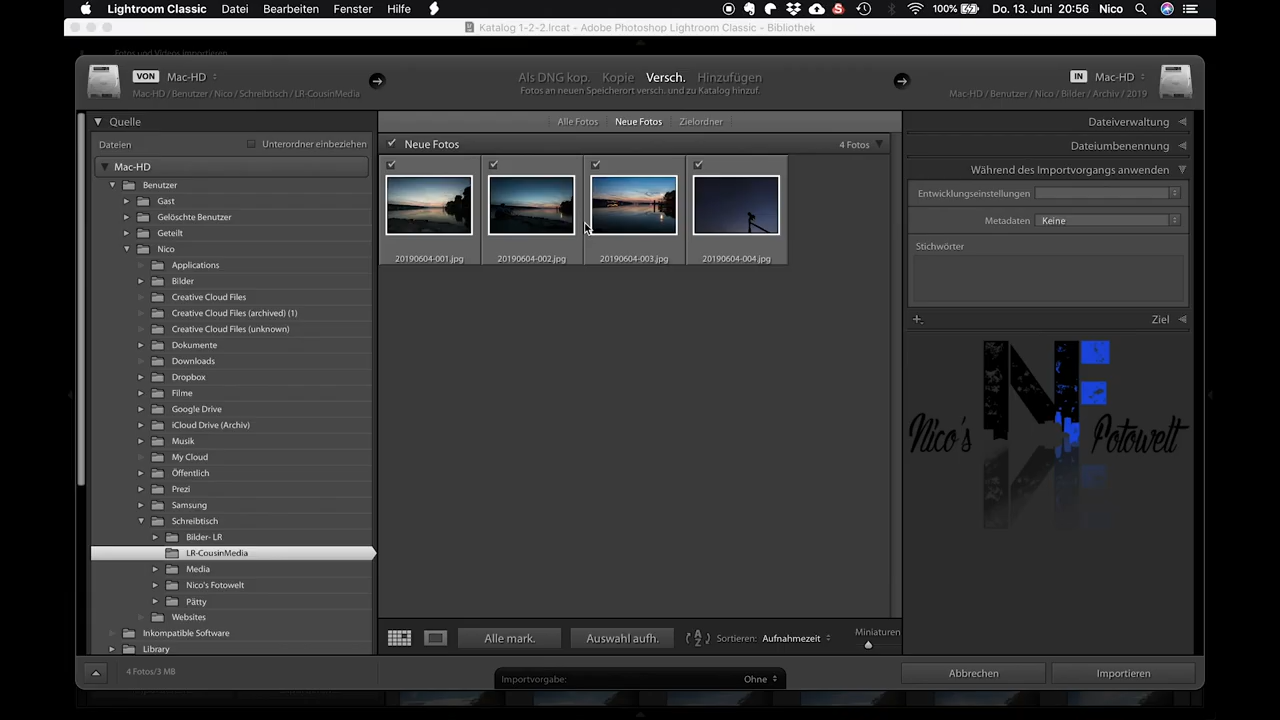 Lightroom Classic Datei Bearbeiten Fenster Hilfe 100% Do. 13. Juni 20:56 Nico
Katalog 1-2-2.lrcat - Adobe Photoshop Lightroom Classic - Bibliothek
Fotos und Videos importieren
VON Mac-HD
Mac-HD / Benutzer / Nico / Schreibtisch / LR-CousinMedia
Als DNG kop. Kopie Versch. Hinzufügen
Fotos an neuen Speicherort versch. und zu Katalog hinzuf.
IN Mac-HD
Mac-HD / Benutzer / Nico / Bilder / Archiv / 2019
Quelle
Dateien Unterordner einbeziehen
Mac-HD
Benutzer
Gast
Gelöschte Benutzer
Geteilt
Nico
Applications
Bilder
Creative Cloud Files
Creative Cloud Files (archived) (1)
Creative Cloud Files (unknown)
Dokumente
Downloads
Dropbox
Filme
Google Drive
iCloud Drive (Archiv)
Musik
My Cloud
Öffentlich
Prezi
Samsung
Schreibtisch
Bilder- LR
LR-CousinMedia
Media
Nico's Fotowelt
Pätty
Websites
Inkompatible Software
Library
4 Fotos/3 MB
Alle Fotos Neue Fotos Zielordner
Neue Fotos 4 Fotos
20190604-001.jpg 20190604-002.jpg 20190604-003.jpg 20190604-004.jpg
Alle mark. Auswahl aufh. Sortieren: Aufnahmezeit Miniaturen
Importvorgabe: Ohne
Dateiverwaltung
Dateiumbenennung
Während des Importvorgangs anwenden
Entwicklungseinstellungen
Metadaten Keine
Stichwörter
Ziel
NF
Nico's Fotowelt
Abbrechen Importieren